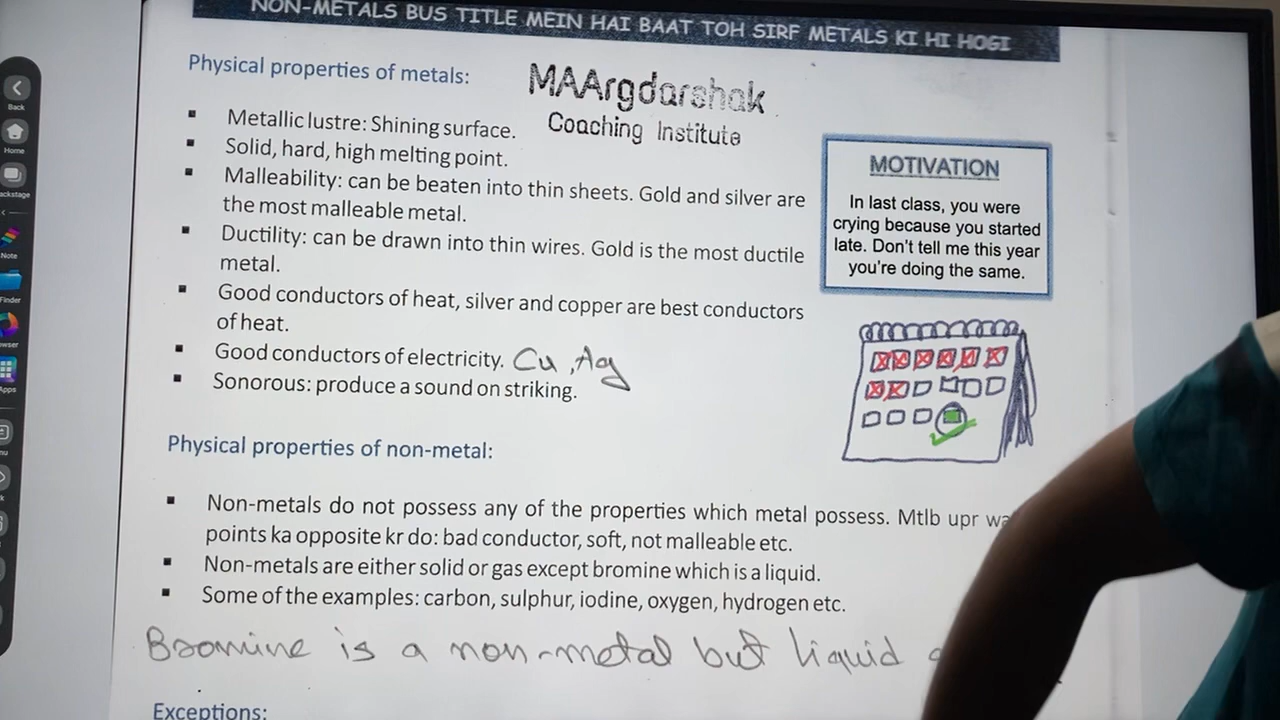 NON-METALS BUS TITLE MEIN HAI BAAT TOH SIRF METALS KI HI HOGI
Physical properties of metals:
MAArgdarshak
Coaching Institute
▪ Metallic lustre: Shining surface.
▪ Solid, hard, high melting point.
▪ Malleability: can be beaten into thin sheets. Gold and silver are
the most malleable metal.
▪ Ductility: can be drawn into thin wires. Gold is the most ductile
metal.
▪ Good conductors of heat, silver and copper are best conductors
of heat.
▪ Good conductors of electricity. Cu, Ag
▪ Sonorous: produce a sound on striking.
MOTIVATION
In last class, you were
crying because you started
late. Don't tell me this year
you're doing the same.
Physical properties of non-metal:
▪ Non-metals do not possess any of the properties which metal possess. Mtlb upr
points ka opposite kr do: bad conductor, soft, not malleable etc.
▪ Non-metals are either solid or gas except bromine which is a liquid.
▪ Some of the examples: carbon, sulphur, iodine, oxygen, hydrogen etc.
Bromine is a non-metal but liquid
Exceptions:
Back
Home
Note